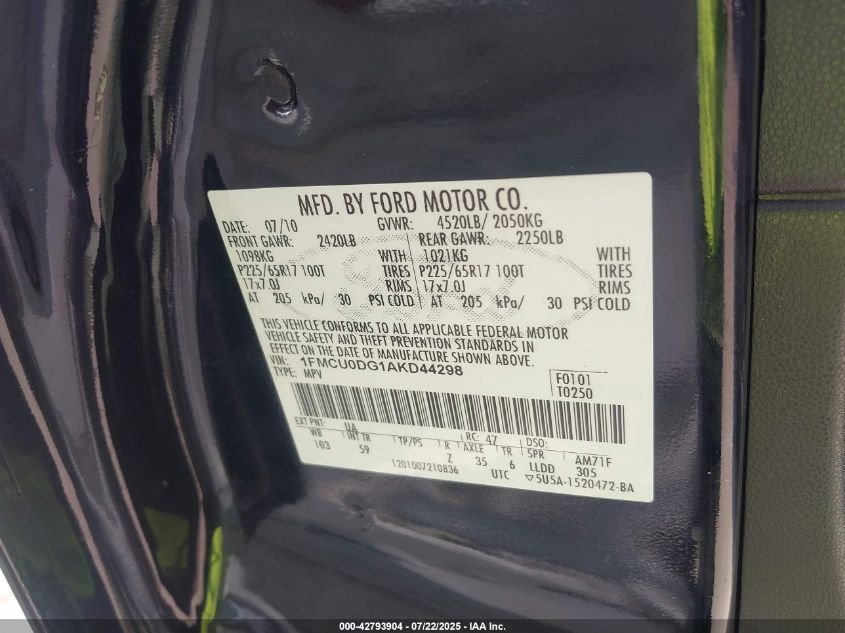 MFD. BY FORD MOTOR CO.
DATE: 07/10 GVWR: 4520LB/ 2050KG
FRONT GAWR: 2420LB REAR GAWR: 2250LB
1098KG WITH 1021KG WITH
P225/65R17 100T TIRES P225/65R17 100T TIRES
17x7.0J RIMS 17x7.0J RIMS
AT 205 kPa/ 30 PSI COLD AT 205 kPa/ 30 PSI COLD
THIS VEHICLE CONFORMS TO ALL APPLICABLE FEDERAL MOTOR
VEHICLE SAFETY AND THEFT PREVENTION STANDARDS IN
EFFECT ON THE DATE OF MANUFACTURE SHOWN ABOVE.
VIN: 1FMCU0DG1AKD44298 F0101
TYPE: MPV T0250
EXT PNT: UA RC: 47 DSO:
WB INT TR TP/PS R AXLE TR SPR AM71F
103 59 Z 35 6 LLDD 305
1201007210836 UTC ▽5U5A-1520472-BA
000-42793904 - 07/22/2025 - IAA Inc.